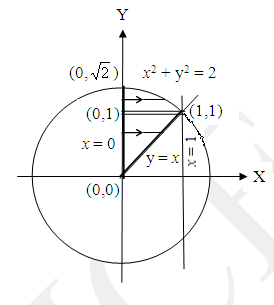 Y
(0, √2) x² + y² = 2
(0,1) (1,1)
x = 0 y = x x = 1
X
(0,0)